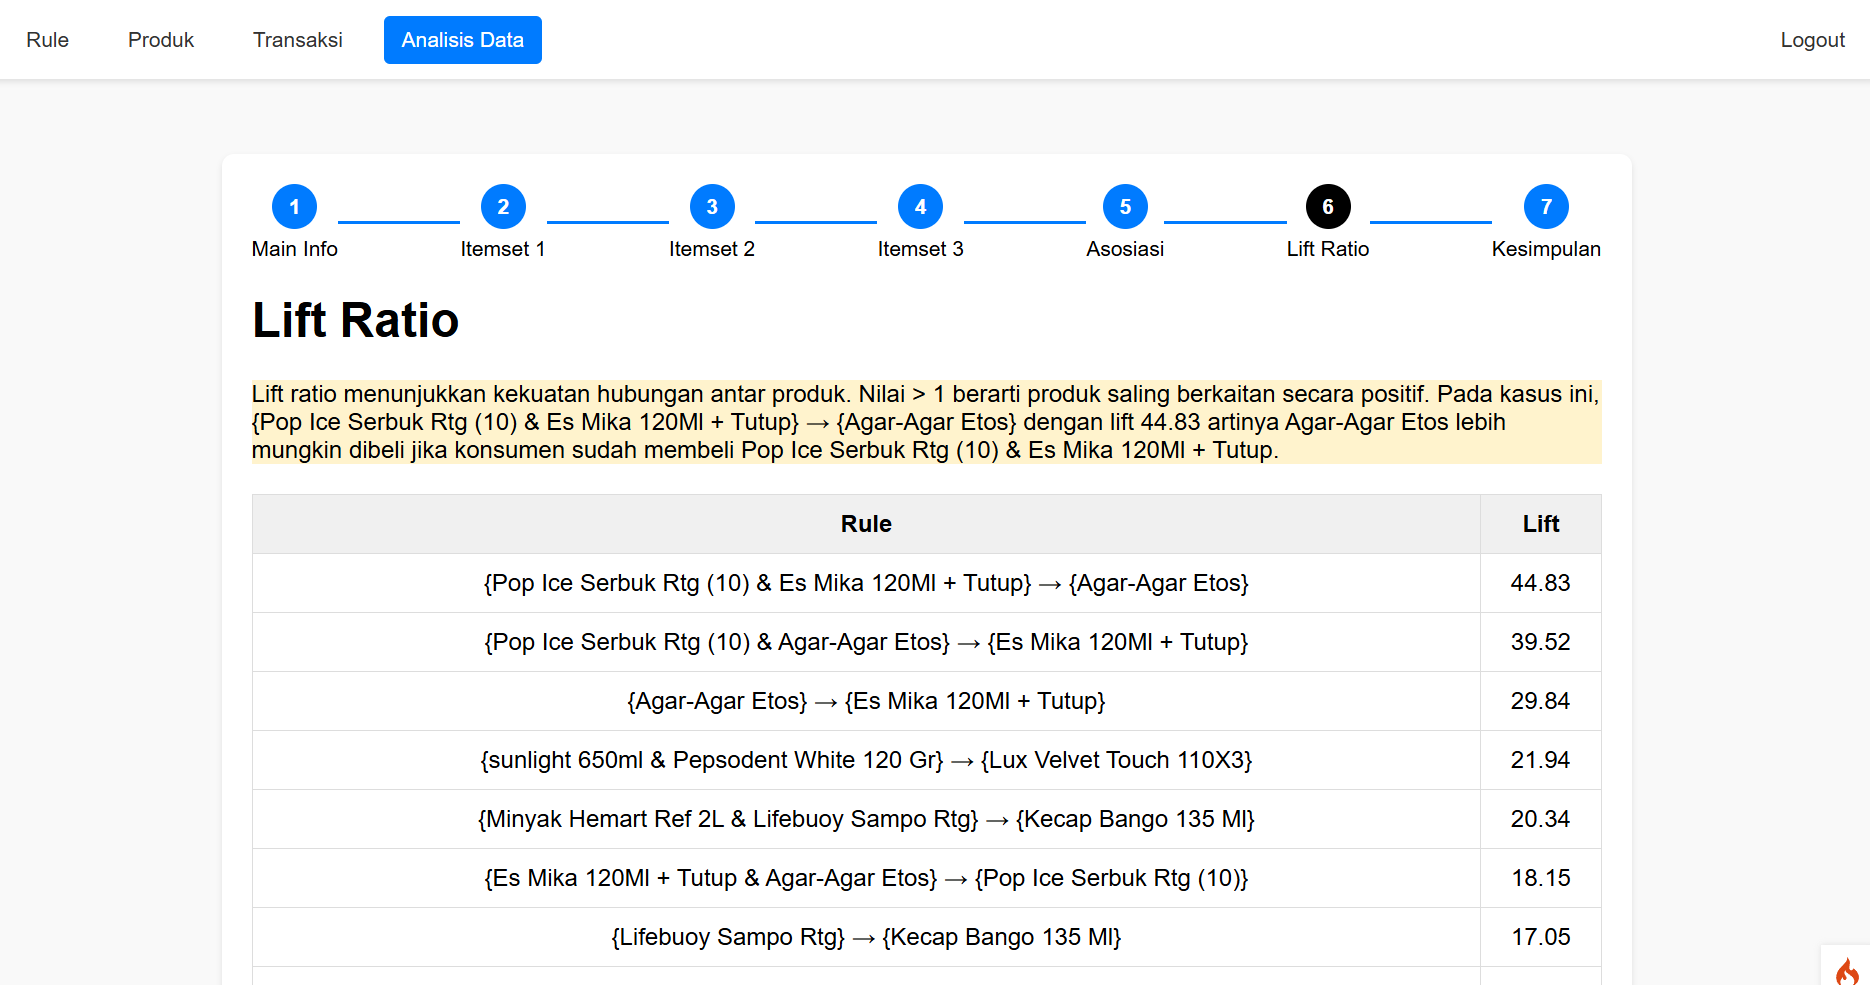 Rule Produk Transaksi Analisis Data Logout
1 2 3 4 5 6 7
Main Info Itemset 1 Itemset 2 Itemset 3 Asosiasi Lift Ratio Kesimpulan
Lift Ratio
Lift ratio menunjukkan kekuatan hubungan antar produk. Nilai > 1 berarti produk saling berkaitan secara positif. Pada kasus ini,
{Pop Ice Serbuk Rtg (10) & Es Mika 120Ml + Tutup} → {Agar-Agar Etos} dengan lift 44.83 artinya Agar-Agar Etos lebih
mungkin dibeli jika konsumen sudah membeli Pop Ice Serbuk Rtg (10) & Es Mika 120Ml + Tutup.
Rule Lift
{Pop Ice Serbuk Rtg (10) & Es Mika 120Ml + Tutup} → {Agar-Agar Etos} 44.83
{Pop Ice Serbuk Rtg (10) & Agar-Agar Etos} → {Es Mika 120Ml + Tutup} 39.52
{Agar-Agar Etos} → {Es Mika 120Ml + Tutup} 29.84
{sunlight 650ml & Pepsodent White 120 Gr} → {Lux Velvet Touch 110X3} 21.94
{Minyak Hemart Ref 2L & Lifebuoy Sampo Rtg} → {Kecap Bango 135 Ml} 20.34
{Es Mika 120Ml + Tutup & Agar-Agar Etos} → {Pop Ice Serbuk Rtg (10)} 18.15
{Lifebuoy Sampo Rtg} → {Kecap Bango 135 Ml} 17.05